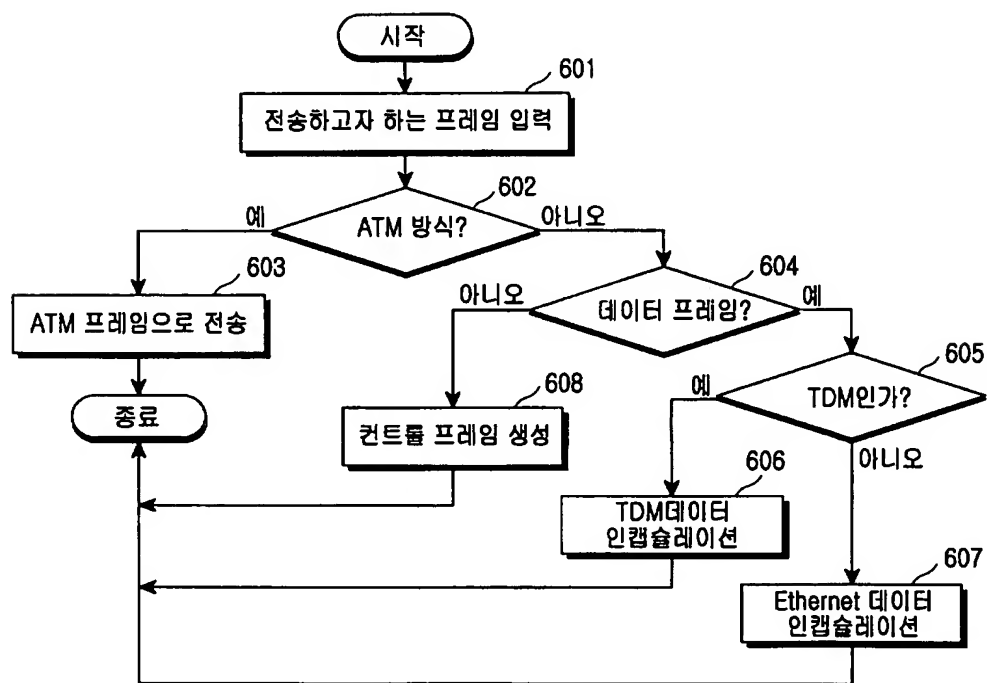 시작
601
전송하고자 하는 프레임 입력
602
예
ATM 방식?
아니오
603
ATM 프레임으로 전송
604
아니오
데이터 프레임?
예
605
예
TDM인가?
아니오
종료
608
컨트롤 프레임 생성
606
TDM데이터
인캡슐레이션
607
Ethernet 데이터
인캡슐레이션